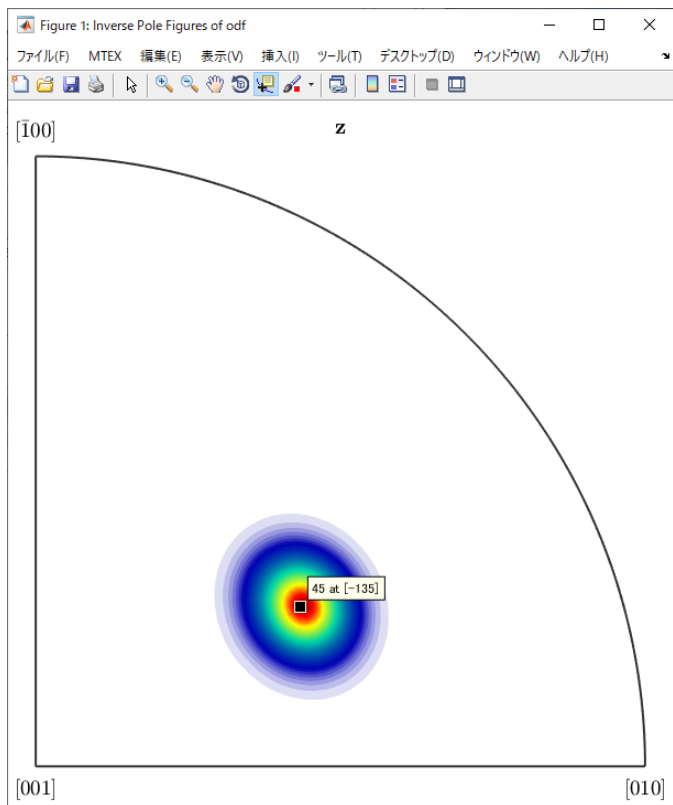 Figure 1: Inverse Pole Figures of odf
ファイル(F) MTEX 編集(E) 表示(V) 挿入(I) ツール(T) デスクトップ(D) ウィンドウ(W) ヘルプ(H)
[1̄00] z
45 at [-135]
[001] [010]